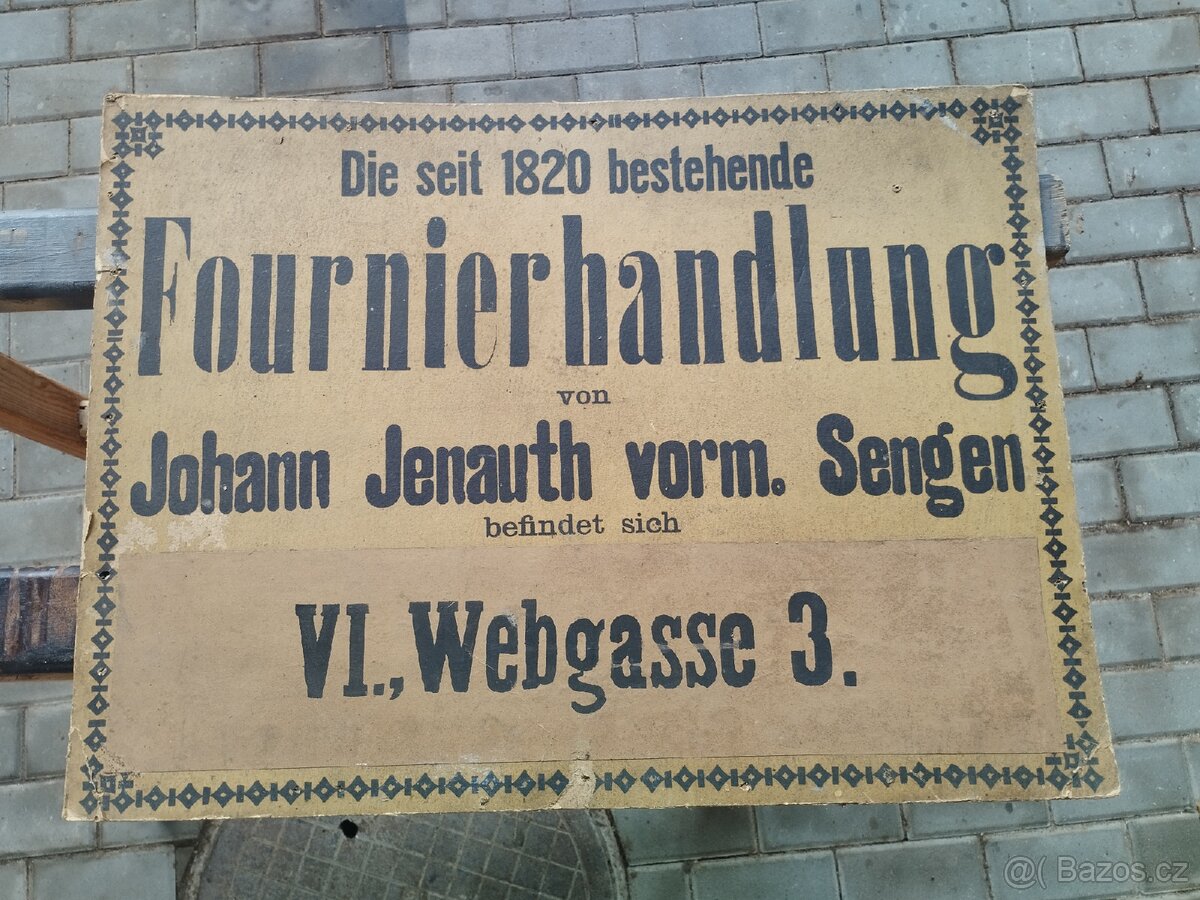 Die seit 1820 bestehende
Fournierhandlung
von
Johann Jenauth vorm. Sengen
befindet sich
VI., Webgasse 3.
@( Bazos.cz